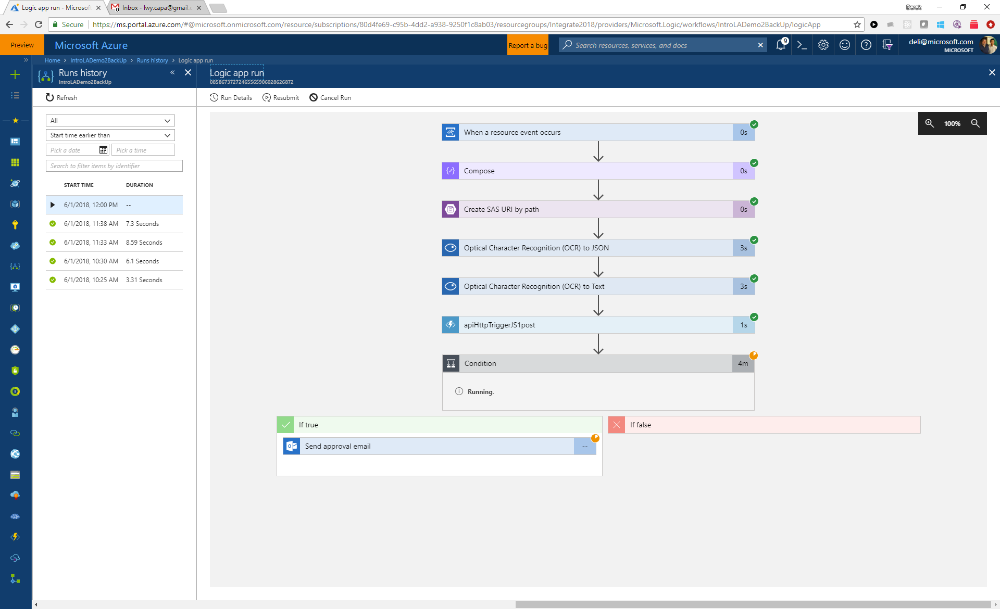 Logic app run - Microsoft
Inbox - lwy.capa@gmail.c
Derek
Secure
https://ms.portal.azure.com/#@microsoft.onmicrosoft.com/resource/subscriptions/80d4fe69-c95b-4dd2-a938-9250f1c8ab03/resourcegroups/Integrate2018/providers/Microsoft.Logic/workflows/IntroLADemo2BackUp/logicApp
Preview
Microsoft Azure
Report a bug
Search resources, services, and docs
9
deli@microsoft.com
MICROSOFT
Home > IntroLADemo2BackUp > Runs history > Logic app run
Runs history
IntroLADemo2BackUp
Logic app run
08586737272465565906028626872
Refresh
Run Details
Resubmit
Cancel Run
All
Start time earlier than
Pick a date
Pick a time
Search to filter items by identifier
START TIME DURATION
6/1/2018, 12:00 PM --
6/1/2018, 11:38 AM 7.3 Seconds
6/1/2018, 11:33 AM 8.59 Seconds
6/1/2018, 10:30 AM 6.1 Seconds
6/1/2018, 10:25 AM 3.31 Seconds
100%
When a resource event occurs 0s
Compose 0s
Create SAS URI by path 0s
Optical Character Recognition (OCR) to JSON 3s
Optical Character Recognition (OCR) to Text 3s
apiHttpTriggerJS1post 1s
Condition 4m
Running.
If true
Send approval email --
If false